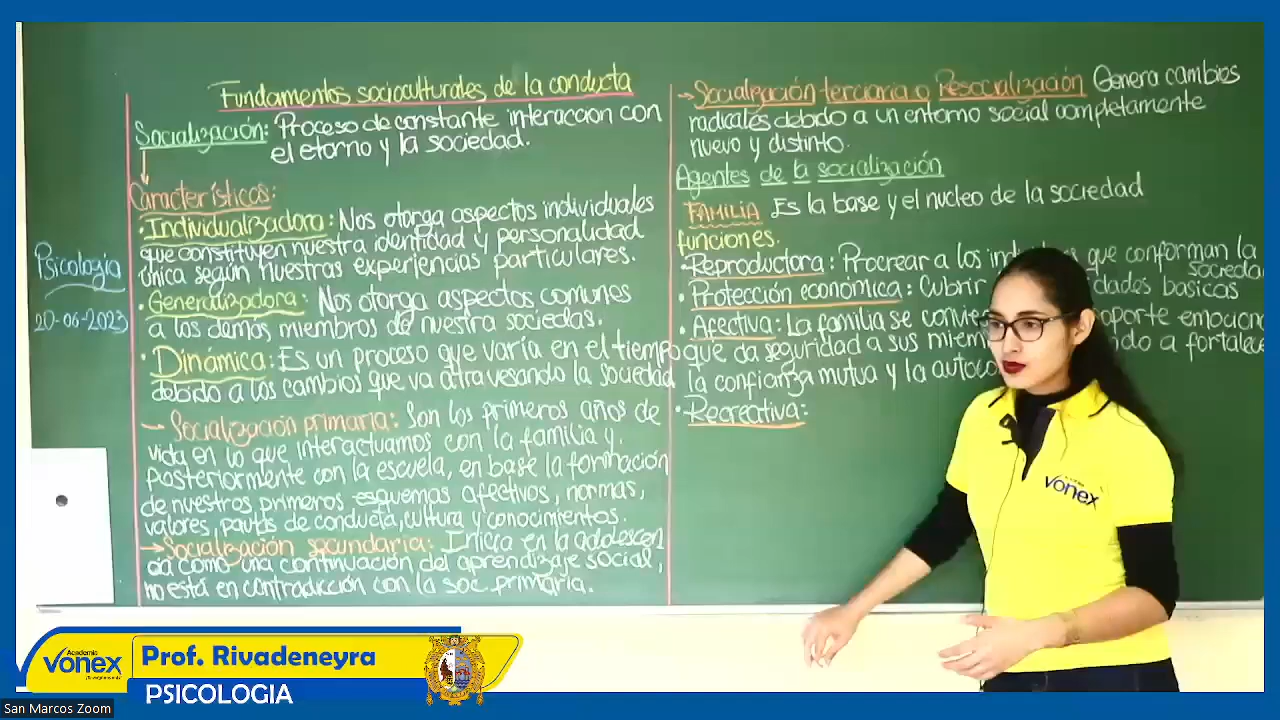 Fundamentos socioculturales de la conducta
Socialización: Proceso de constante interacción con
el etorno y la sociedad.
Características:
· Individualizadora: Nos otorga aspectos individuales
que constituyen nuestra identidad y personalidad
única según nuestras experiencias particulares.
· Generalizadora: Nos otorga aspectos comunes
a los demás miembros de nuestra sociedas.
· Dinámica: Es un proceso que varía en el tiempo
debido a los cambios que va atravesando la sociedad
→ Socialización primaria: Son los primeros años de
vida en lo que interactuamos con la familia y
posteriormente con la escuela, en base la formación
de nuestros primeros esquemas afectivos, normas,
valores, pautas de conducta, cultura y conocimientos.
→ Socialización secundaria: Inicia en la adolescen
cia como una continuación del aprendizaje social,
no está en contradicción con la soc. primaria.
→ Socialización terciaria o Resocialización Genera cambios
radicales debido a un entorno social completamente
nuevo y distinto.
Agentes de la socialización
FAMILIA Es la base y el nucleo de la sociedad
funciones.
· Reproductora: Procrear a los que conforman la
sociedad
· Protección económica: Cubrir dades basicas
· Afectiva: La familia se convier oporte emocion
que da seguridad a sus miem ndo a fortalece
la confianza mutua y la autoco
· Recreativa:
Psicología
20-06-2023
vonex
Academia
vonex
Prof. Rivadeneyra
PSICOLOGIA
San Marcos Zoom